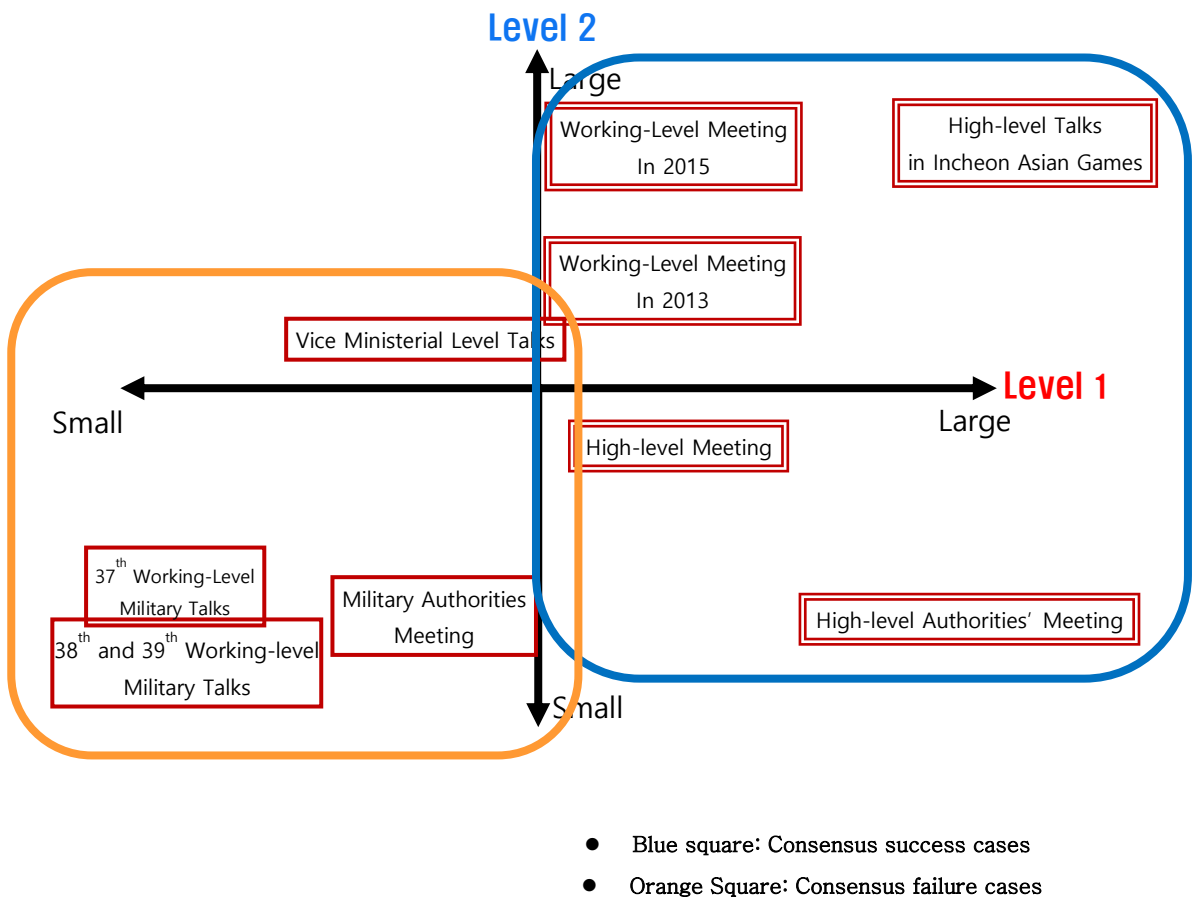 Level 2
Large
Working-Level Meeting
In 2015
High-level Talks
in Incheon Asian Games
Working-Level Meeting
In 2013
Vice Ministerial Level Talks
Level 1
Small
Large
High-level Meeting
37th Working-Level
Military Talks
Military Authorities
Meeting
High-level Authorities’ Meeting
38th and 39th Working-level
Military Talks
Small
● Blue square: Consensus success cases
● Orange Square: Consensus failure cases